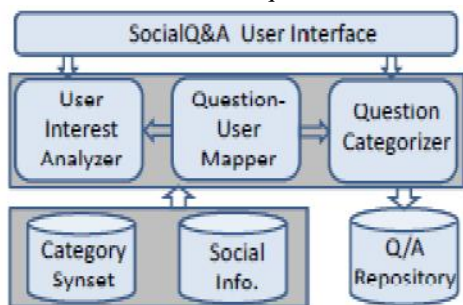 SocialQ&A User Interface
User
Interest
Analyzer
Question-
User
Mapper
Question
Categorizer
Category
Synset
Social
Info.
Q/A
Repository